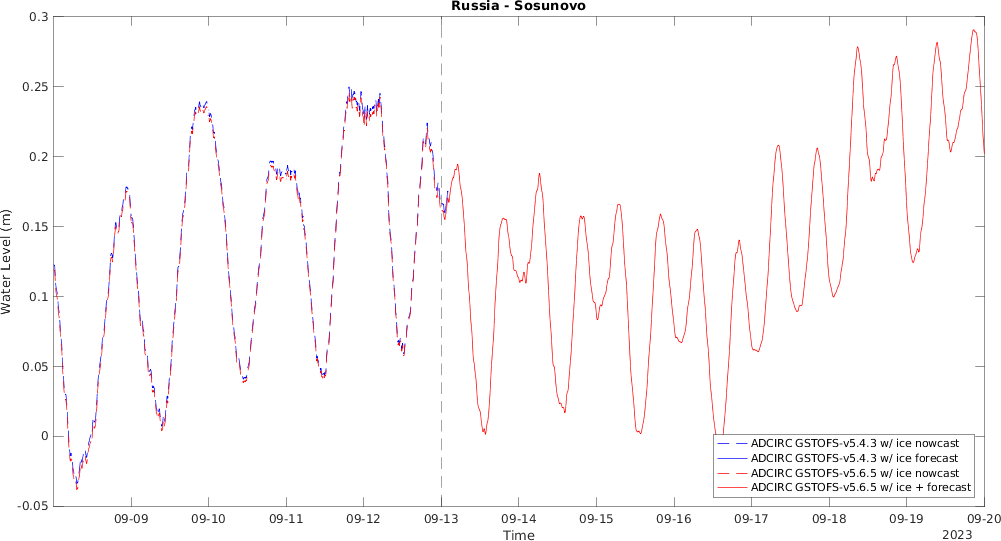 Russia - Sosunovo
0.3
0.25
0.2
0.15
0.1
0.05
0
-0.05
Water Level (m)
ADCIRC GSTOFS-v5.4.3 w/ ice nowcast
ADCIRC GSTOFS-v5.4.3 w/ ice forecast
ADCIRC GSTOFS-v5.6.5 w/ ice nowcast
ADCIRC GSTOFS-v5.6.5 w/ ice + forecast
09-09 09-10 09-11 09-12 09-13 09-14 09-15 09-16 09-17 09-18 09-19 09-20
Time
2023